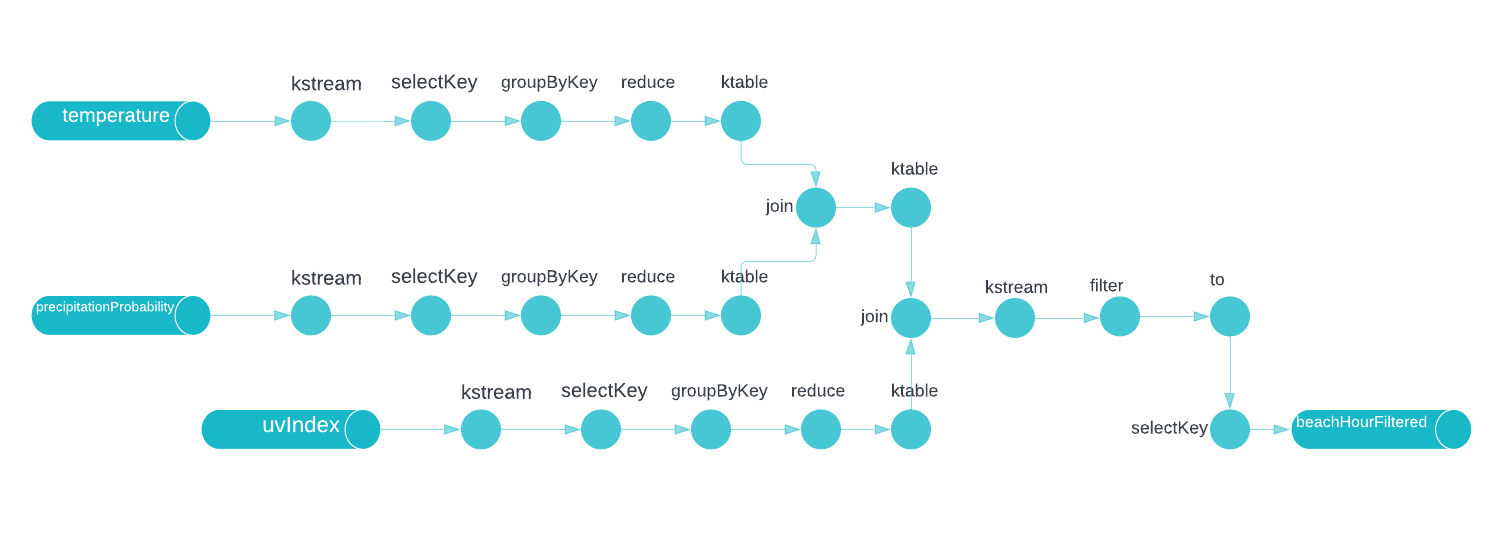 kstream
selectKey
groupByKey
reduce
ktable
temperature
ktable
join
kstream
selectKey
groupByKey
reduce
ktable
precipitationProbability
kstream
filter
to
join
kstream
selectKey
groupByKey
reduce
ktable
uvIndex
selectKey
beachHourFiltered